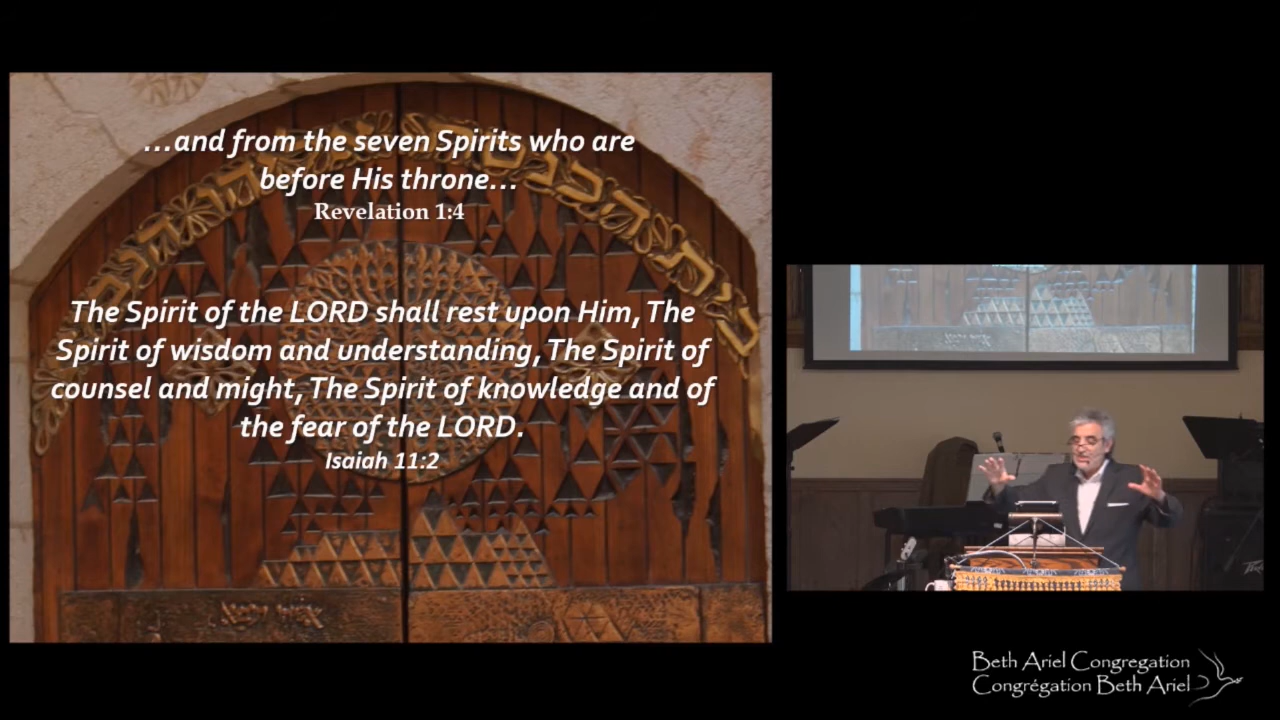 ...and from the seven Spirits who are
before His throne...
Revelation 1:4
The Spirit of the LORD shall rest upon Him, The
Spirit of wisdom and understanding, The Spirit of
counsel and might, The Spirit of knowledge and of
the fear of the LORD.
Isaiah 11:2
Beth Ariel Congregation
Congrégation Beth Ariel